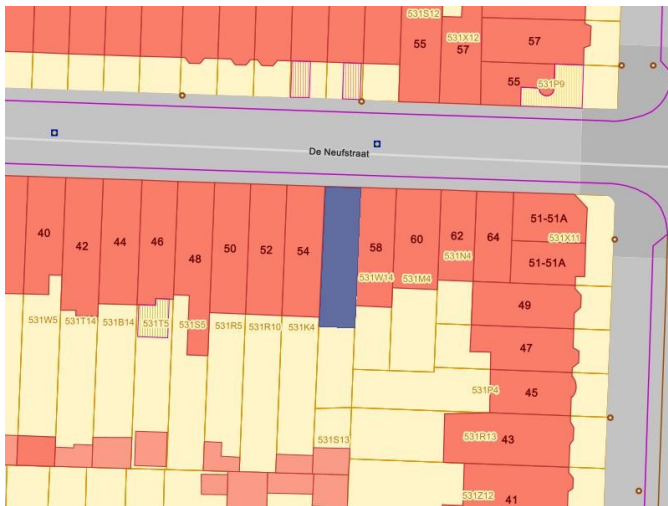 531S12
55
531X12
57
57
55
531P9
De Neufstraat
40
42
44
46
48
50
52
54
58
60
62
64
51-51A
531X11
51-51A
531W14
531M4
531N4
49
531W5
531T14
531B14
531T5
531S5
531R5
531R10
531K4
47
531P4
45
531S13
531R13
43
531Z12
41